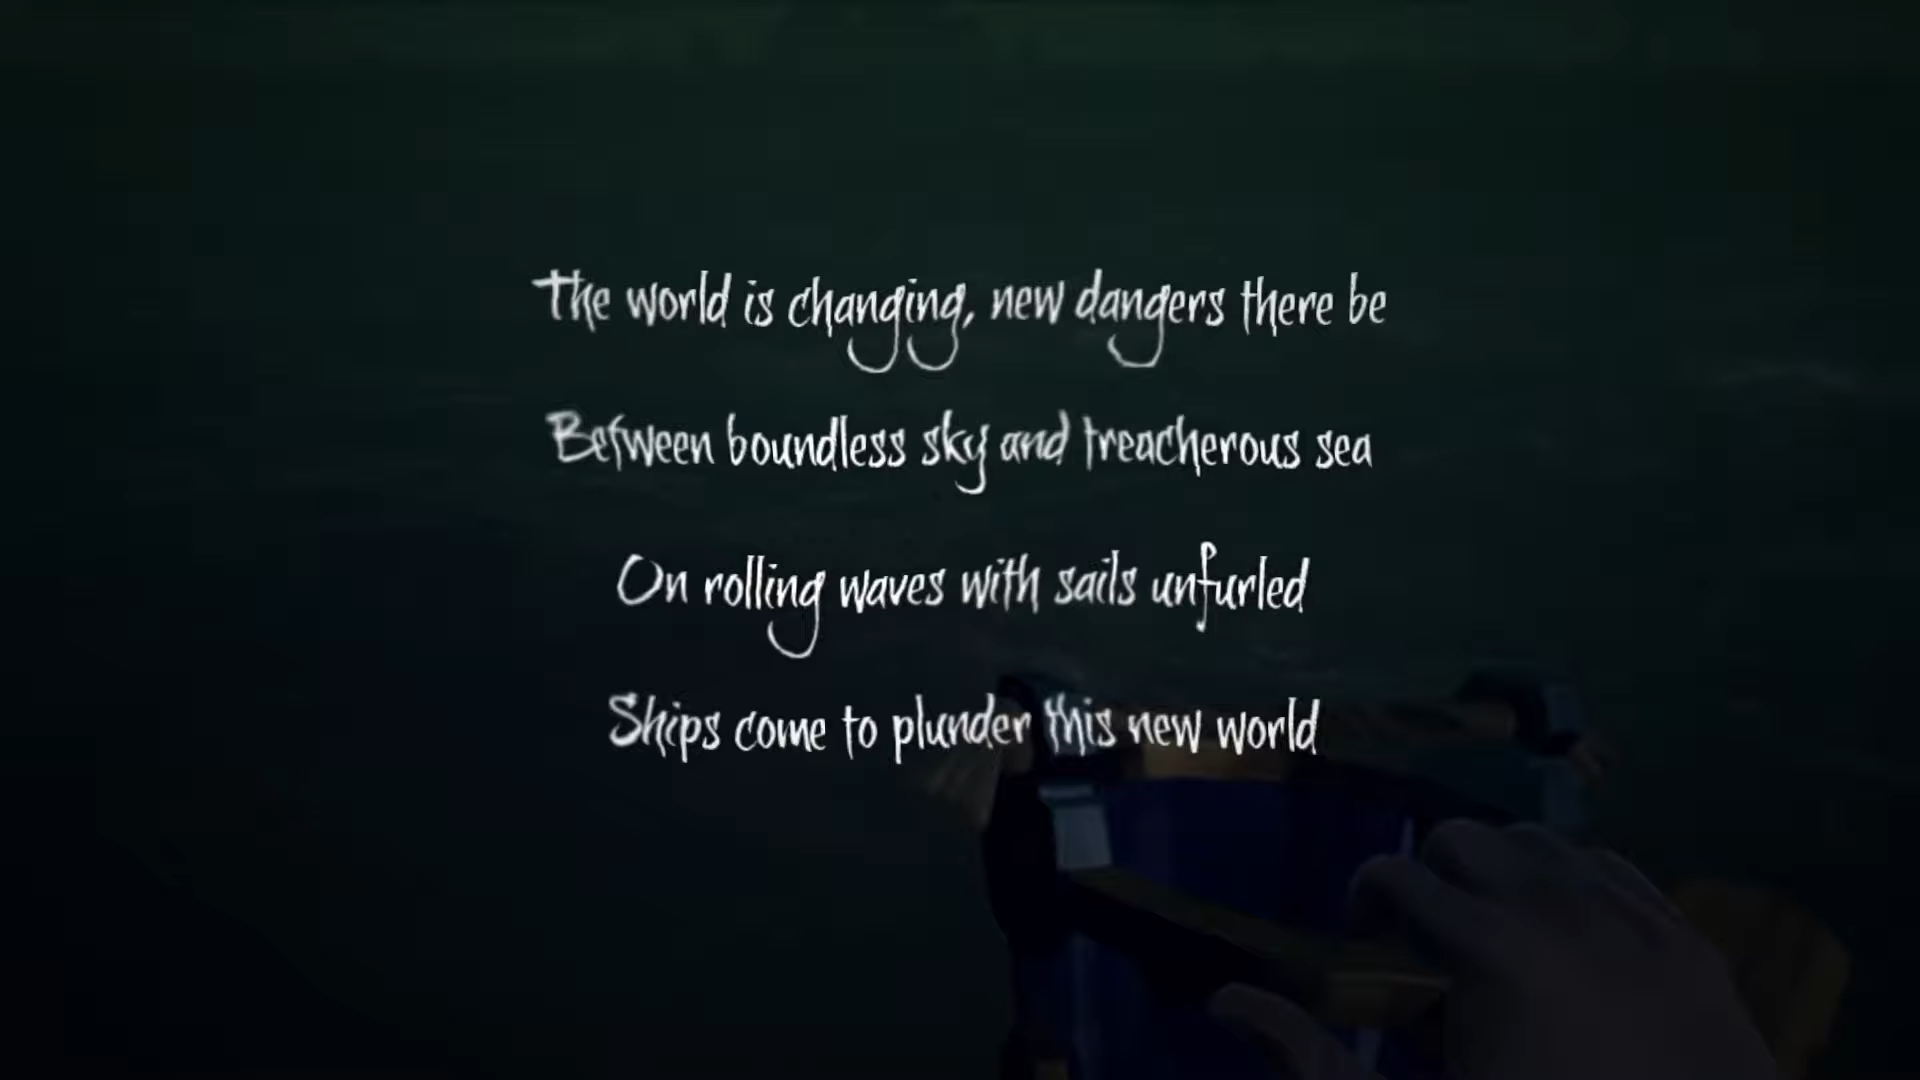 The world is changing, new dangers there be
Between boundless sky and treacherous sea
On rolling waves with sails unfurled
Ships come to plunder this new world